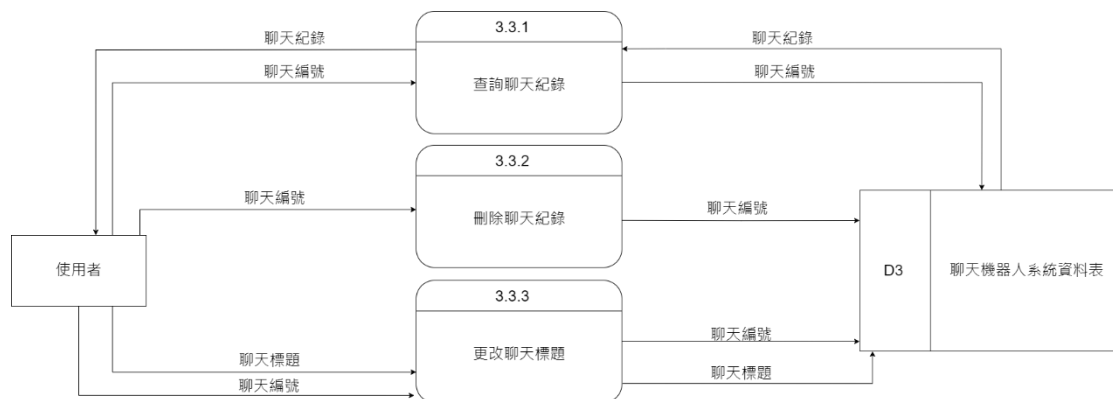 3.3.1
聊天紀錄
聊天紀錄
聊天編號
聊天編號
查詢聊天紀錄
3.3.2
聊天編號
聊天編號
刪除聊天紀錄
使用者
D3
聊天機器人系統資料表
3.3.3
聊天編號
更改聊天標題
聊天標題
聊天標題
聊天編號